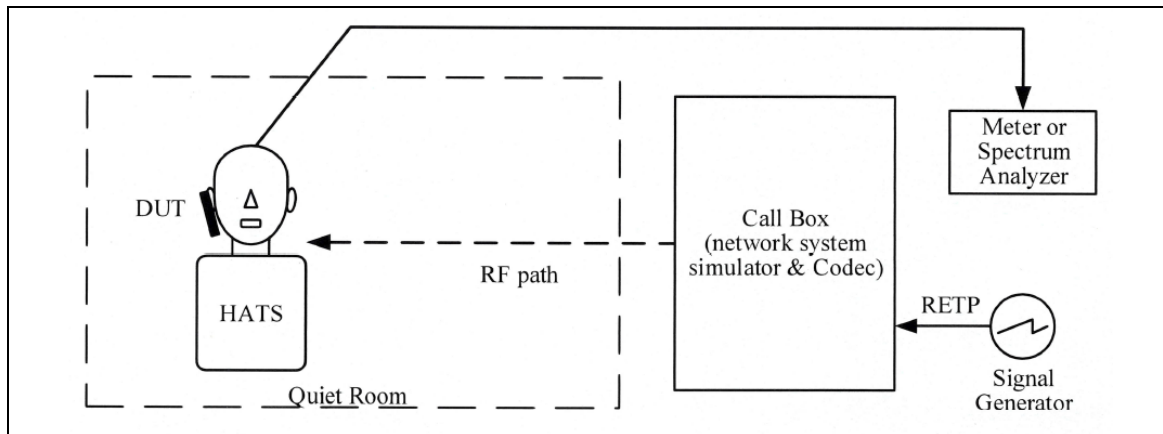 Meter or
Spectrum
Analyzer
DUT
Call Box
(network system
simulator & Codec)
RF path
HATS
RETP
Quiet Room
Signal
Generator